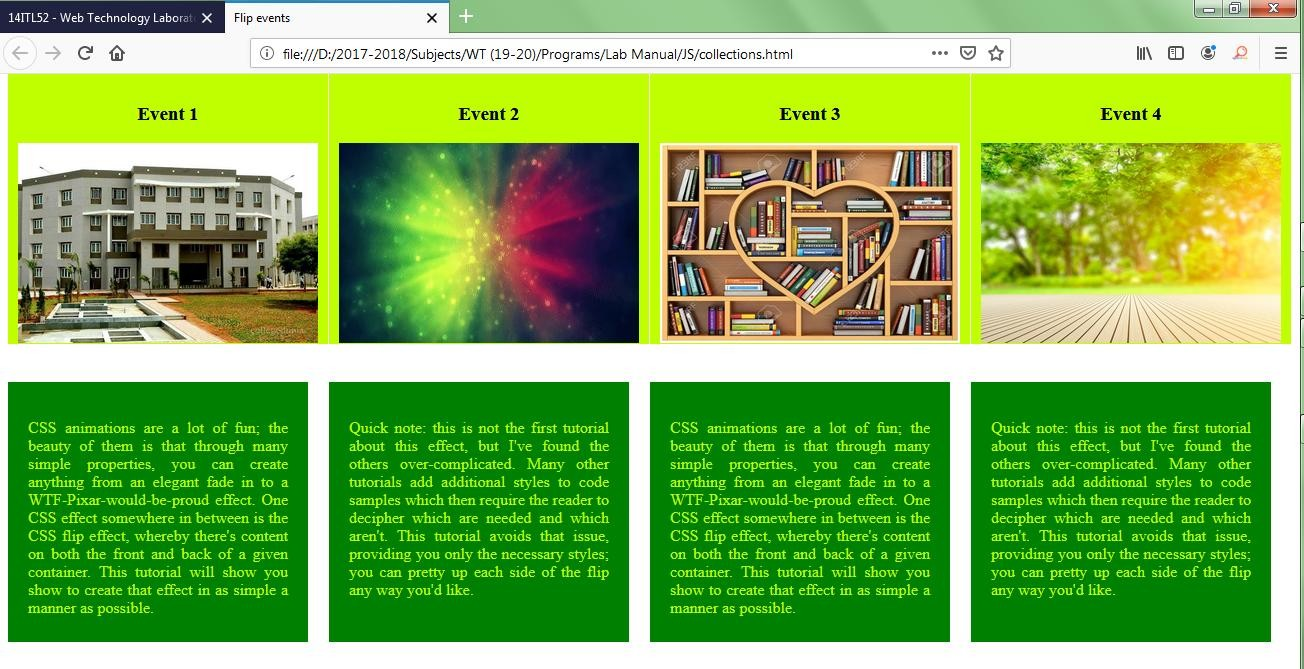 14ITL52 - Web Technology Laborat
Flip events
file:///D:/2017-2018/Subjects/WT (19-20)/Programs/Lab Manual/JS/collections.html
Event 1
Event 2
Event 3
Event 4
collegedunia
123RF
CSS animations are a lot of fun; the
beauty of them is that through many
simple properties, you can create
anything from an elegant fade in to a
WTF-Pixar-would-be-proud effect. One
CSS effect somewhere in between is the
CSS flip effect, whereby there's content
on both the front and back of a given
container. This tutorial will show you
show to create that effect in as simple a
manner as possible.
Quick note: this is not the first tutorial
about this effect, but I've found the
others over-complicated. Many other
tutorials add additional styles to code
samples which then require the reader to
decipher which are needed and which
aren't. This tutorial avoids that issue,
providing you only the necessary styles;
you can pretty up each side of the flip
any way you'd like.
CSS animations are a lot of fun; the
beauty of them is that through many
simple properties, you can create
anything from an elegant fade in to a
WTF-Pixar-would-be-proud effect. One
CSS effect somewhere in between is the
CSS flip effect, whereby there's content
on both the front and back of a given
container. This tutorial will show you
show to create that effect in as simple a
manner as possible.
Quick note: this is not the first tutorial
about this effect, but I've found the
others over-complicated. Many other
tutorials add additional styles to code
samples which then require the reader to
decipher which are needed and which
aren't. This tutorial avoids that issue,
providing you only the necessary styles;
you can pretty up each side of the flip
any way you'd like.